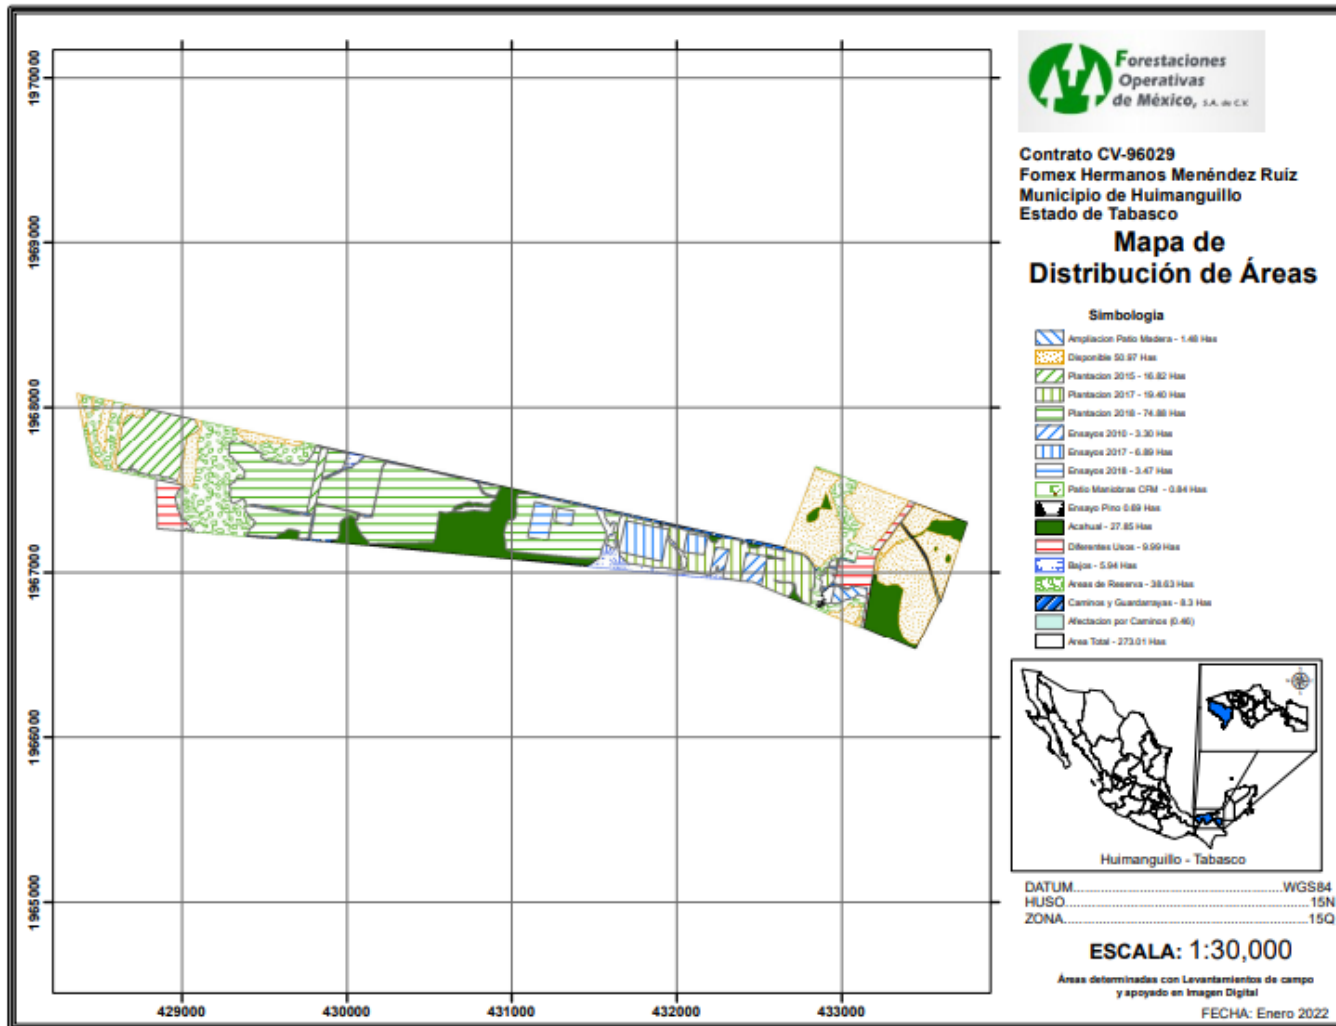 1970000
1969000
1968000
1967000
1966000
1965000
429000
430000
431000
432000
433000
Forestaciones
Operativas
de México, S.A. de C.V.
Contrato CV-96029
Fomex Hermanos Menéndez Ruíz
Municipio de Huimanguillo
Estado de Tabasco
Mapa de
Distribución de Áreas
Simbologia
Ampliacion Patio Madera - 1.48 Has
Disponible 50.97 Has
Plantacion 2015 - 16.82 Has
Plantacion 2017 - 19.40 Has
Plantacion 2018 - 74.88 Has
Ensayos 2010 - 3.30 Has
Ensayos 2017 - 6.89 Has
Ensayos 2018 - 3.47 Has
Patio Maniobras CFM - 0.84 Has
Ensayo Pino 0.69 Has
Acahual - 27.85 Has
Diferentes Usos - 9.99 Has
Bajos - 5.94 Has
Areas de Reserva - 38.63 Has
Caminos y Guardarrayas - 8.3 Has
Afectacion por Caminos (0.46)
Area Total - 273.01 Has
Huimanguillo - Tabasco
DATUM..........WGS84
HUSO..........15N
ZONA..........15Q
ESCALA: 1:30,000
Áreas determinadas con Levantamientos de campo
y apoyado en Imagen Digital
FECHA: Enero 2022